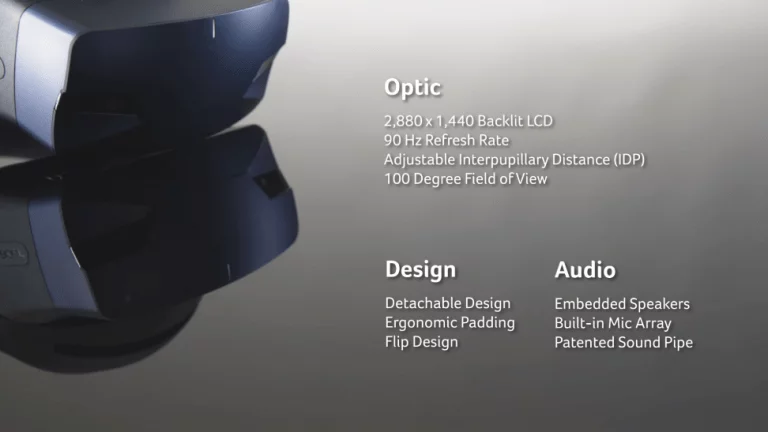 Optic
2,880 x 1,440 Backlit LCD
90 Hz Refresh Rate
Adjustable Interpupillary Distance (IDP)
100 Degree Field of View
Design
Detachable Design
Ergonomic Padding
Flip Design
Audio
Embedded Speakers
Built-in Mic Array
Patented Sound Pipe